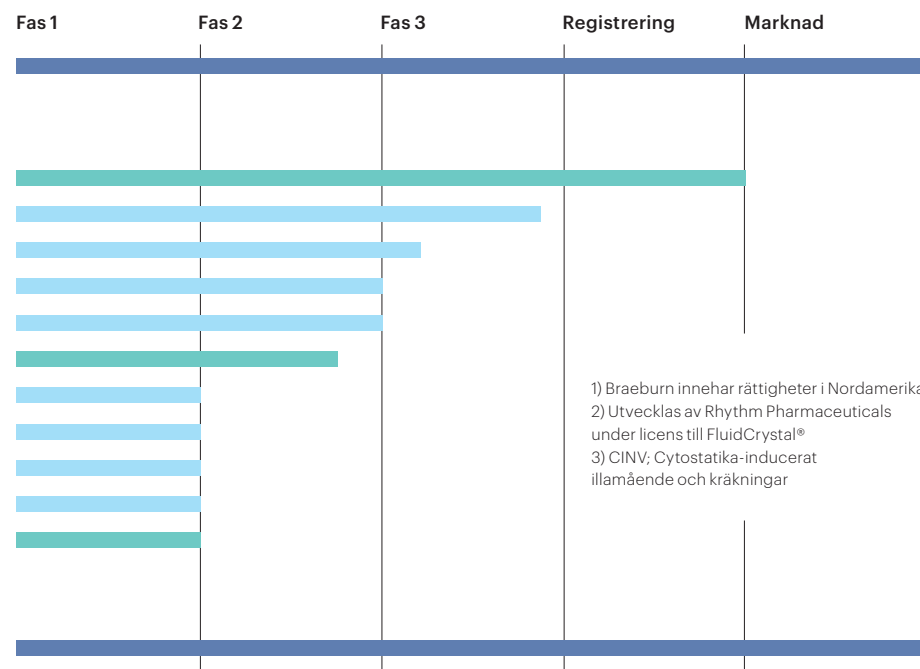 Fas 1 Fas 2 Fas 3 Registrering Marknad
1) Braeburn innehar rättigheter i Nordamerika
2) Utvecklas av Rhythm Pharmaceuticals
under licens till FluidCrystal®
3) CINV; Cytostatika-inducerat
illamående och kräkningar